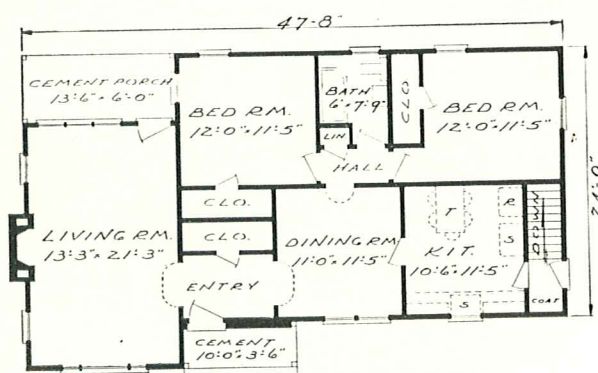 47'-8"
CEMENT PORCH
13'-6" x 6'-0"
BED RM.
12'-0" x 11'-5"
BATH
6' x 7'-9"
CLO
BED RM.
12'-0" x 11'-5"
LIN
HALL
24'-0"
CLO.
CLO.
LIVING RM.
13'-3" x 21'-3"
DINING RM
11'-0" x 11'-5"
T
R
S
KIT.
10'-6" x 11'-5"
DOWN
ENTRY
S
COAT
CEMENT
10'-0" x 3'-6"